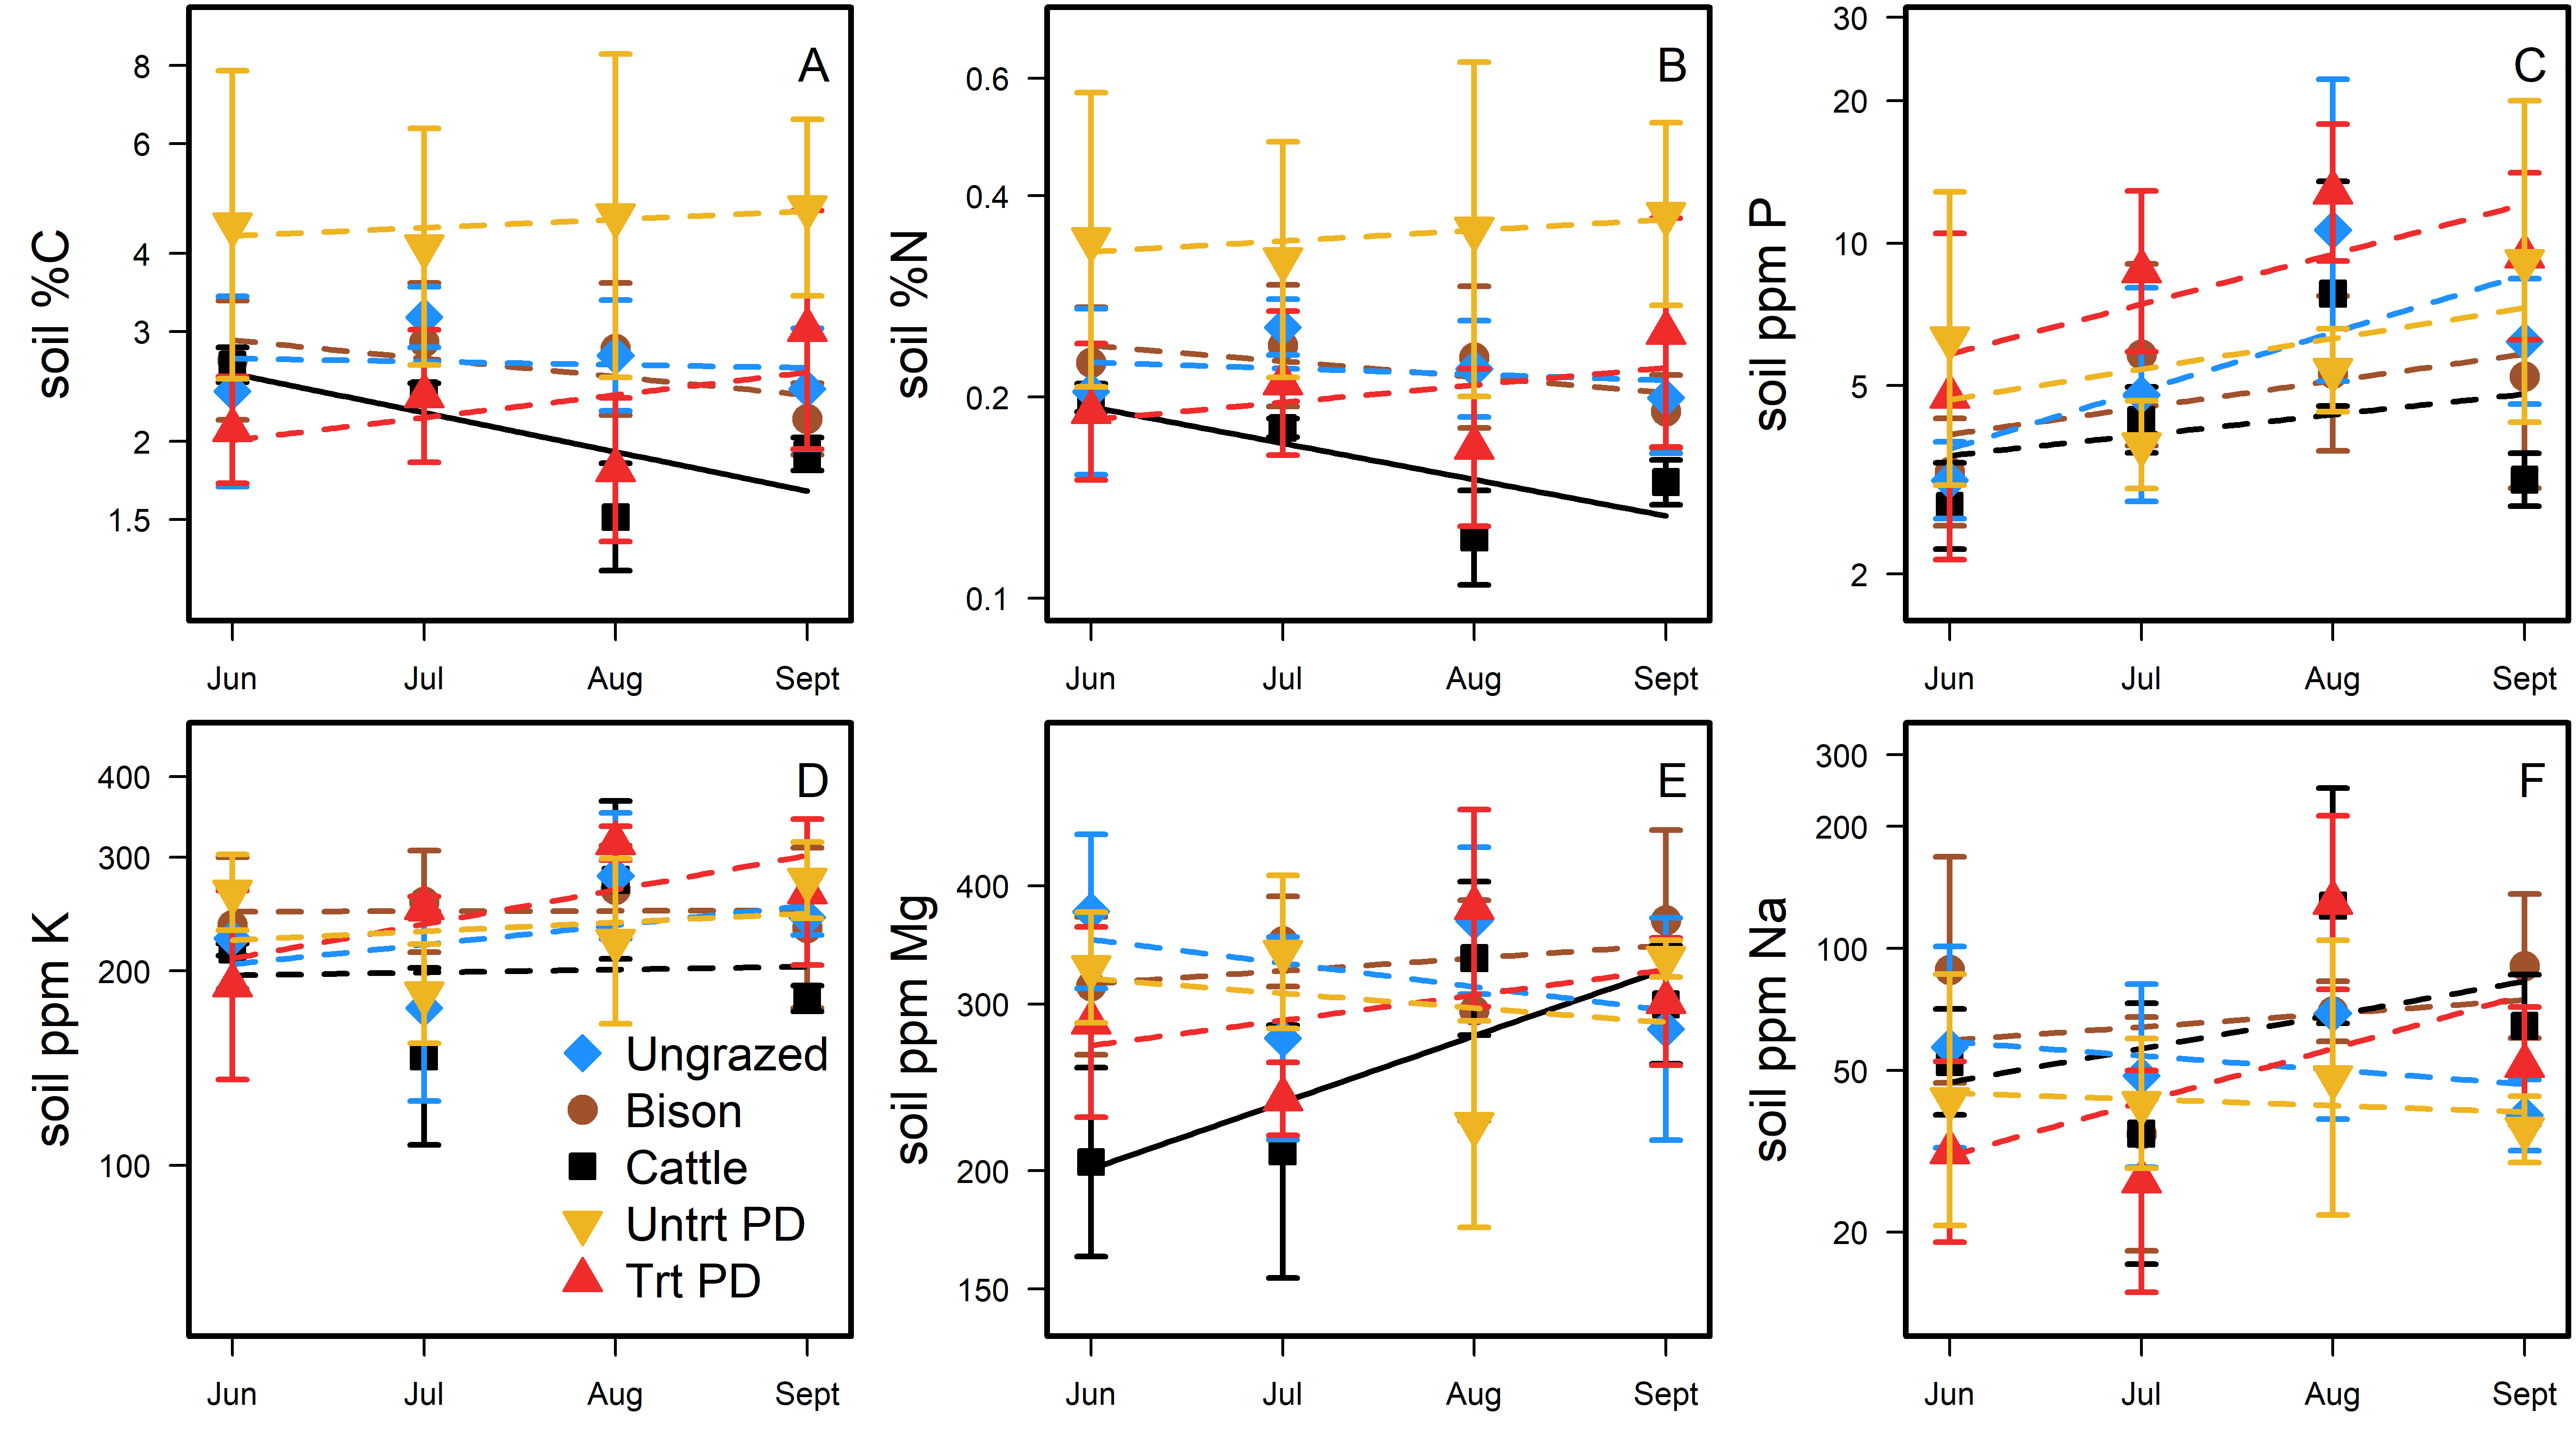 A
soil %C
8
6
4
3
2
1.5
Jun Jul Aug Sept
B
soil %N
0.6
0.4
0.2
0.1
Jun Jul Aug Sept
C
soil ppm P
30
20
10
5
2
Jun Jul Aug Sept
D
soil ppm K
400
300
200
100
Ungrazed
Bison
Cattle
Untrt PD
Trt PD
Jun Jul Aug Sept
E
soil ppm Mg
400
300
200
150
Jun Jul Aug Sept
F
soil ppm Na
300
200
100
50
20
Jun Jul Aug Sept